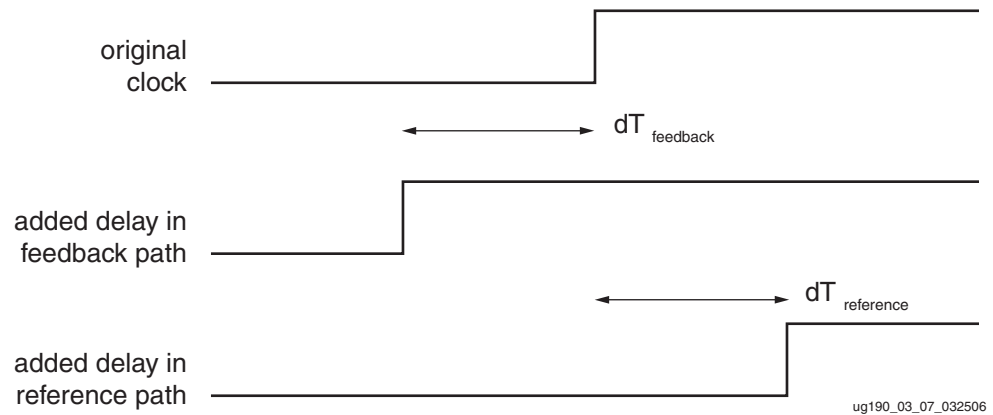 original
clock
dT feedback
added delay in
feedback path
dT reference
added delay in
reference path
ug190_03_07_032506